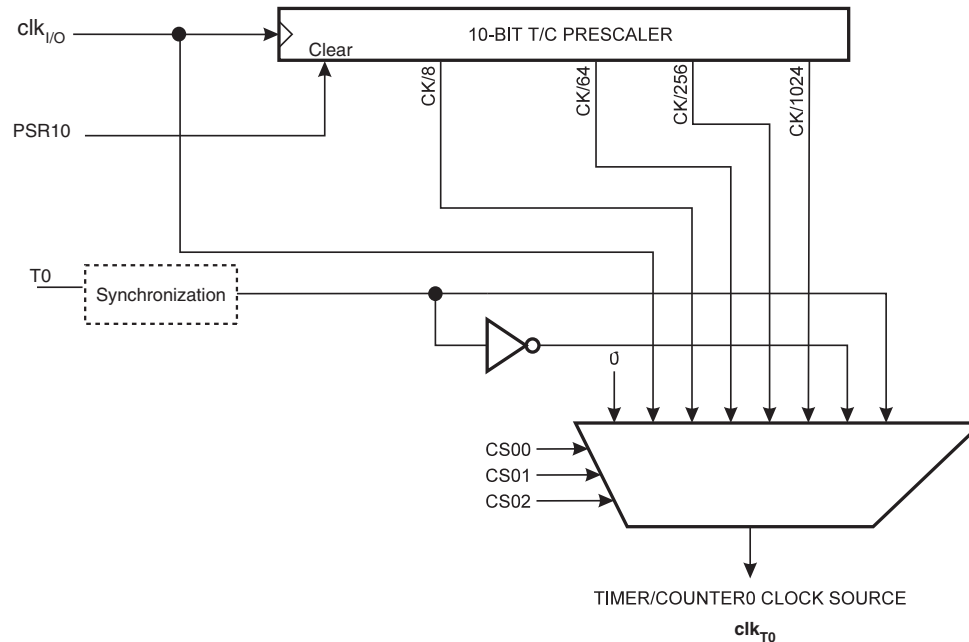 clkI/O
10-BIT T/C PRESCALER
Clear
CK/8
CK/64
CK/256
CK/1024
PSR10
T0
Synchronization
0
CS00
CS01
CS02
TIMER/COUNTER0 CLOCK SOURCE
clkT0